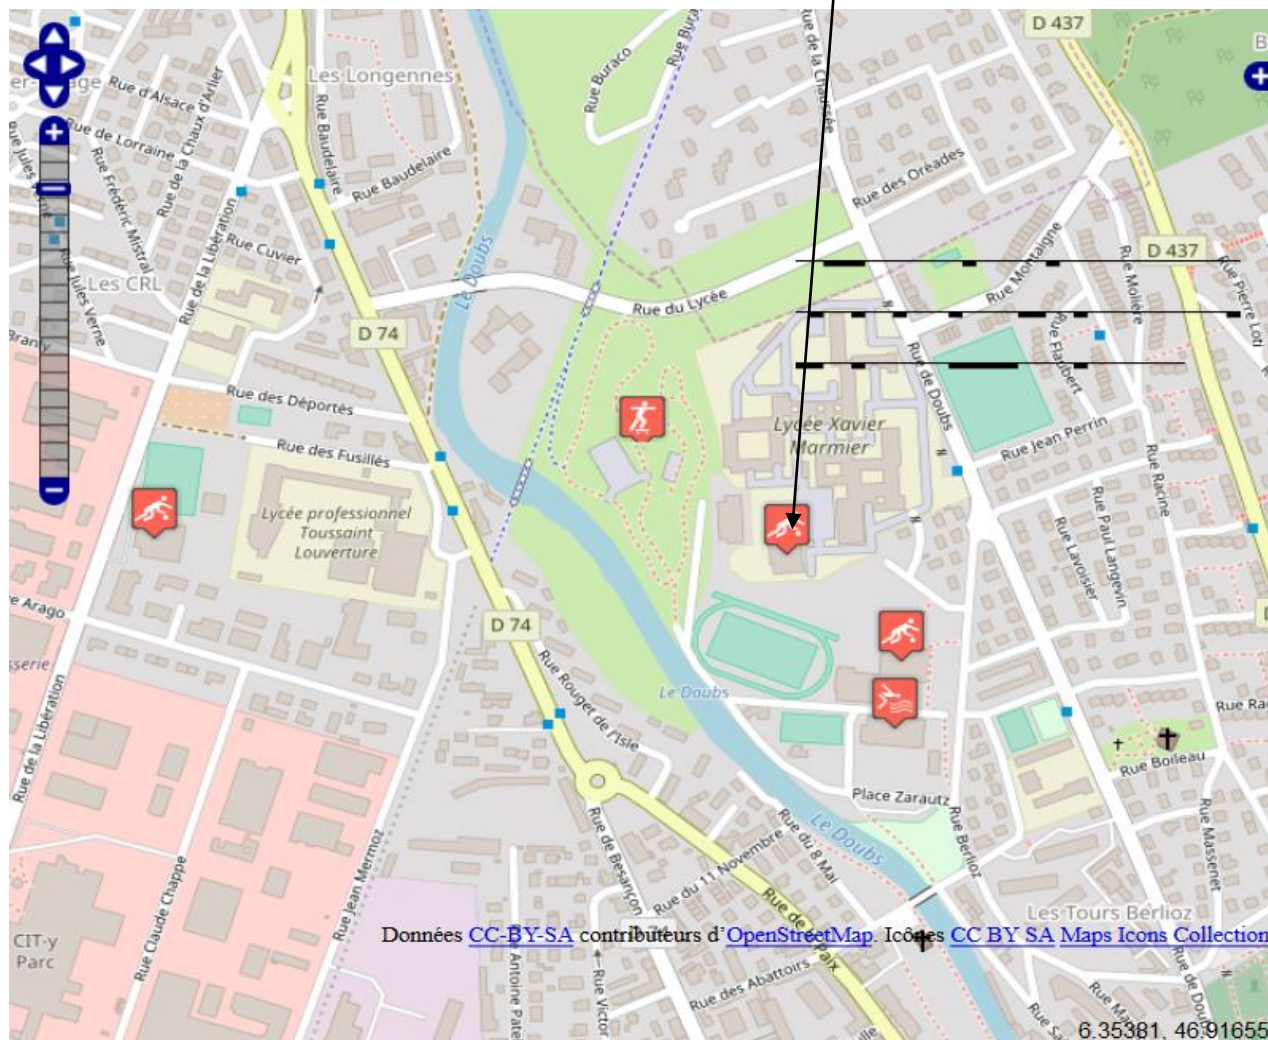 D 437
Rue de la Chaussée
Rue Buraco
Les Longennes
Rue d'Alsace
Rue de la Chaux d'Arlier
Rue de Lorraine
Rue Baudelaire
Rue Baudelaire
Rue des Oréades
Rue Frédéric Mistral
Rue de la Libération
Rue Cuvier
Le Doubs
Rue Montaigne
Rue Molière
D 437
Rue Pierre Loti
Les CRL
Rue Jules Verne
Rue du Lycée
D 74
Rue Flaubert
Rue de Doubs
Rue des Déportés
Lycée Xavier
Marmier
Rue Jean Perrin
Rue des Fusillés
Rue Racine
Lycée professionnel
Toussaint
Louverture
Rue Paul Langevin
Rue Lavoisier
Arago
D 74
Rue Rouget de l'Isle
Le Doubs
Rue de la Libération
Rue Boileau
Place Zarautz
Le Doubs
Rue Berlioz
Rue du 8 Mai
Rue Massenet
Rue de Besançon
Rue du 11 Novembre
Rue Jean Mermoz
Rue Claude Chappe
Rue de la Paix
Les Tours Berlioz
CIT-y
Parc
Données CC-BY-SA contributeurs d'OpenStreetMap. Icônes CC BY SA Maps Icons Collection
Rue des Abattoirs
Rue Victor
6.35381, 46.91655